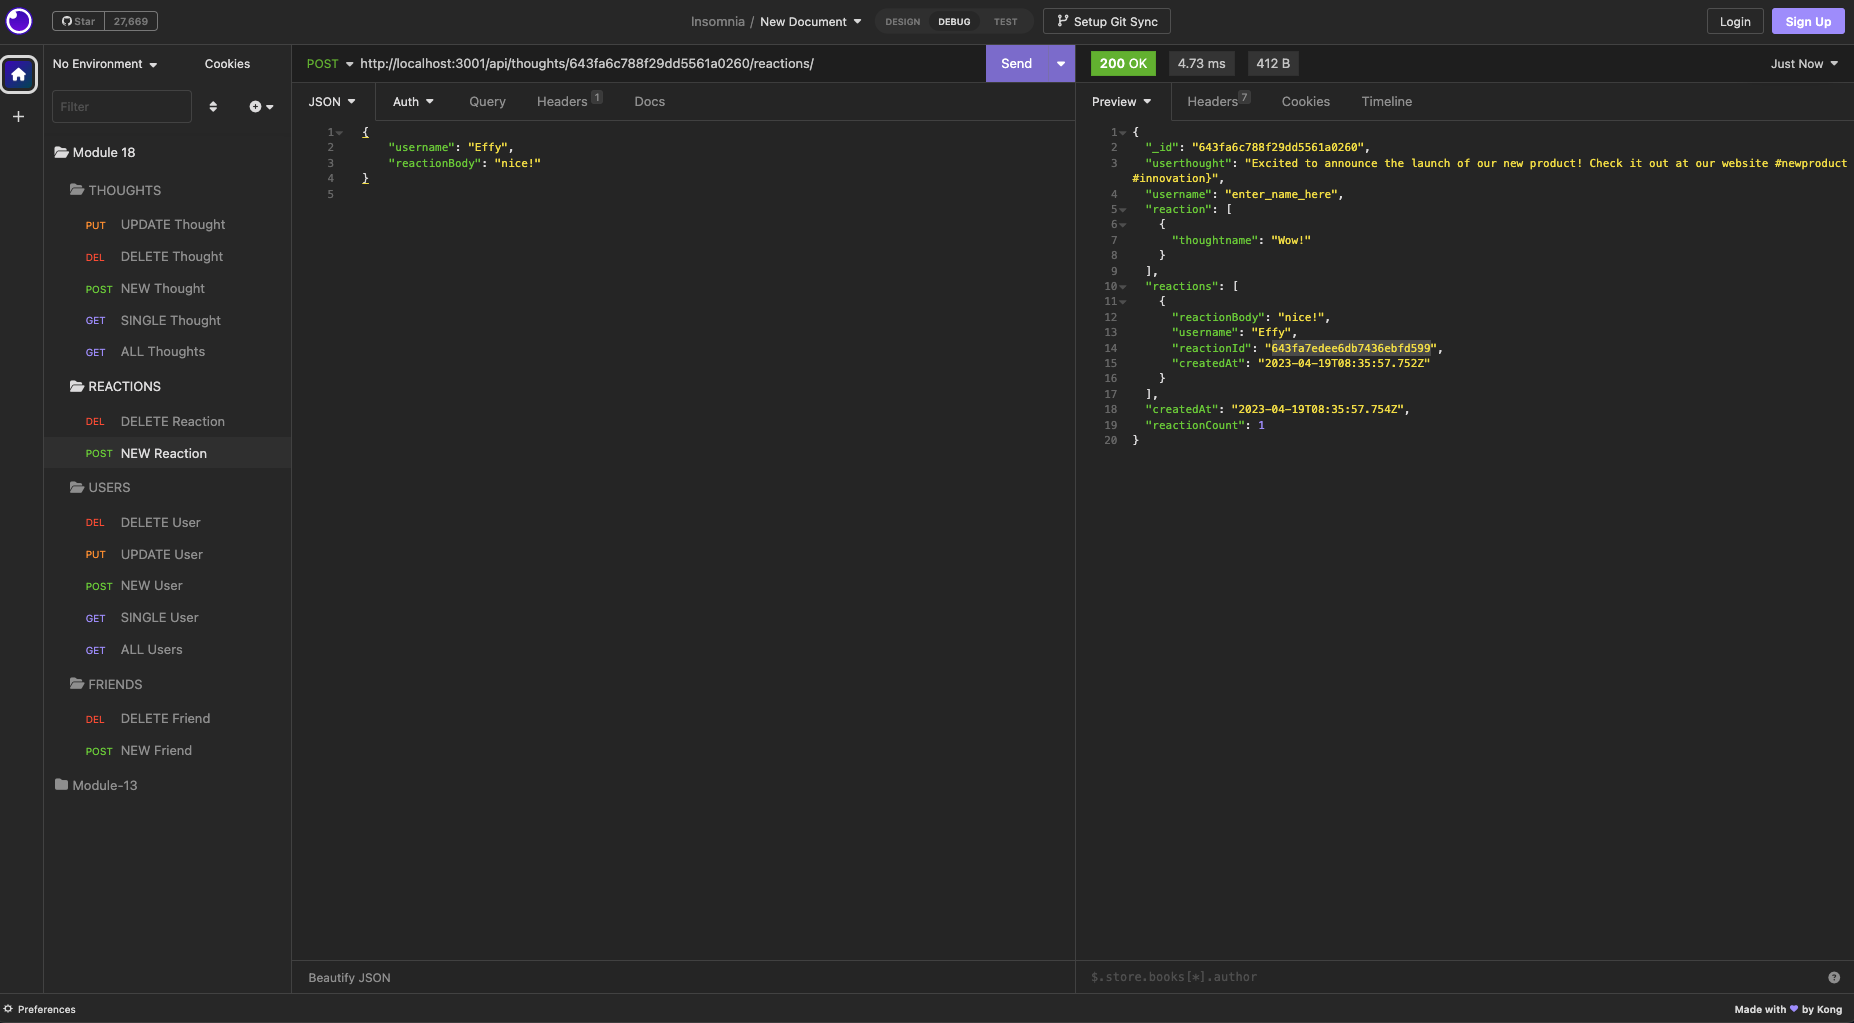 Star 27,669
Insomnia / New Document
DESIGN DEBUG TEST
Setup Git Sync
Login
Sign Up
No Environment
Cookies
Filter
Module 18
THOUGHTS
PUT UPDATE Thought
DEL DELETE Thought
POST NEW Thought
GET SINGLE Thought
GET ALL Thoughts
REACTIONS
DEL DELETE Reaction
POST NEW Reaction
USERS
DEL DELETE User
PUT UPDATE User
POST NEW User
GET SINGLE User
GET ALL Users
FRIENDS
DEL DELETE Friend
POST NEW Friend
Module-13
POST http://localhost:3001/api/thoughts/643fa6c788f29dd5561a0260/reactions/
Send
JSON Auth Query Headers 1 Docs
1 {
2 "username": "Effy",
3 "reactionBody": "nice!"
4 }
5
Beautify JSON
200 OK 4.73 ms 412 B
Just Now
Preview Headers 7 Cookies Timeline
1 {
2 "_id": "643fa6c788f29dd5561a0260",
3 "userthought": "Excited to announce the launch of our new product! Check it out at our website #newproduct
#innovation}",
4 "username": "enter_name_here",
5 "reaction": [
6 {
7 "thoughtname": "Wow!"
8 }
9 ],
10 "reactions": [
11 {
12 "reactionBody": "nice!",
13 "username": "Effy",
14 "reactionId": "643fa7edee6db7436ebfd599",
15 "createdAt": "2023-04-19T08:35:57.752Z"
16 }
17 ],
18 "createdAt": "2023-04-19T08:35:57.754Z",
19 "reactionCount": 1
20 }
$.store.books[*].author
Preferences
Made with ♥ by Kong